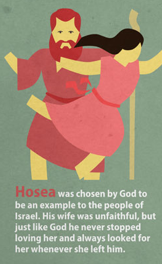 Hosea was chosen by God to
be an example to the people of
Israel. His wife was unfaithful, but
just like God he never stopped
loving her and always looked for
her whenever she left him.